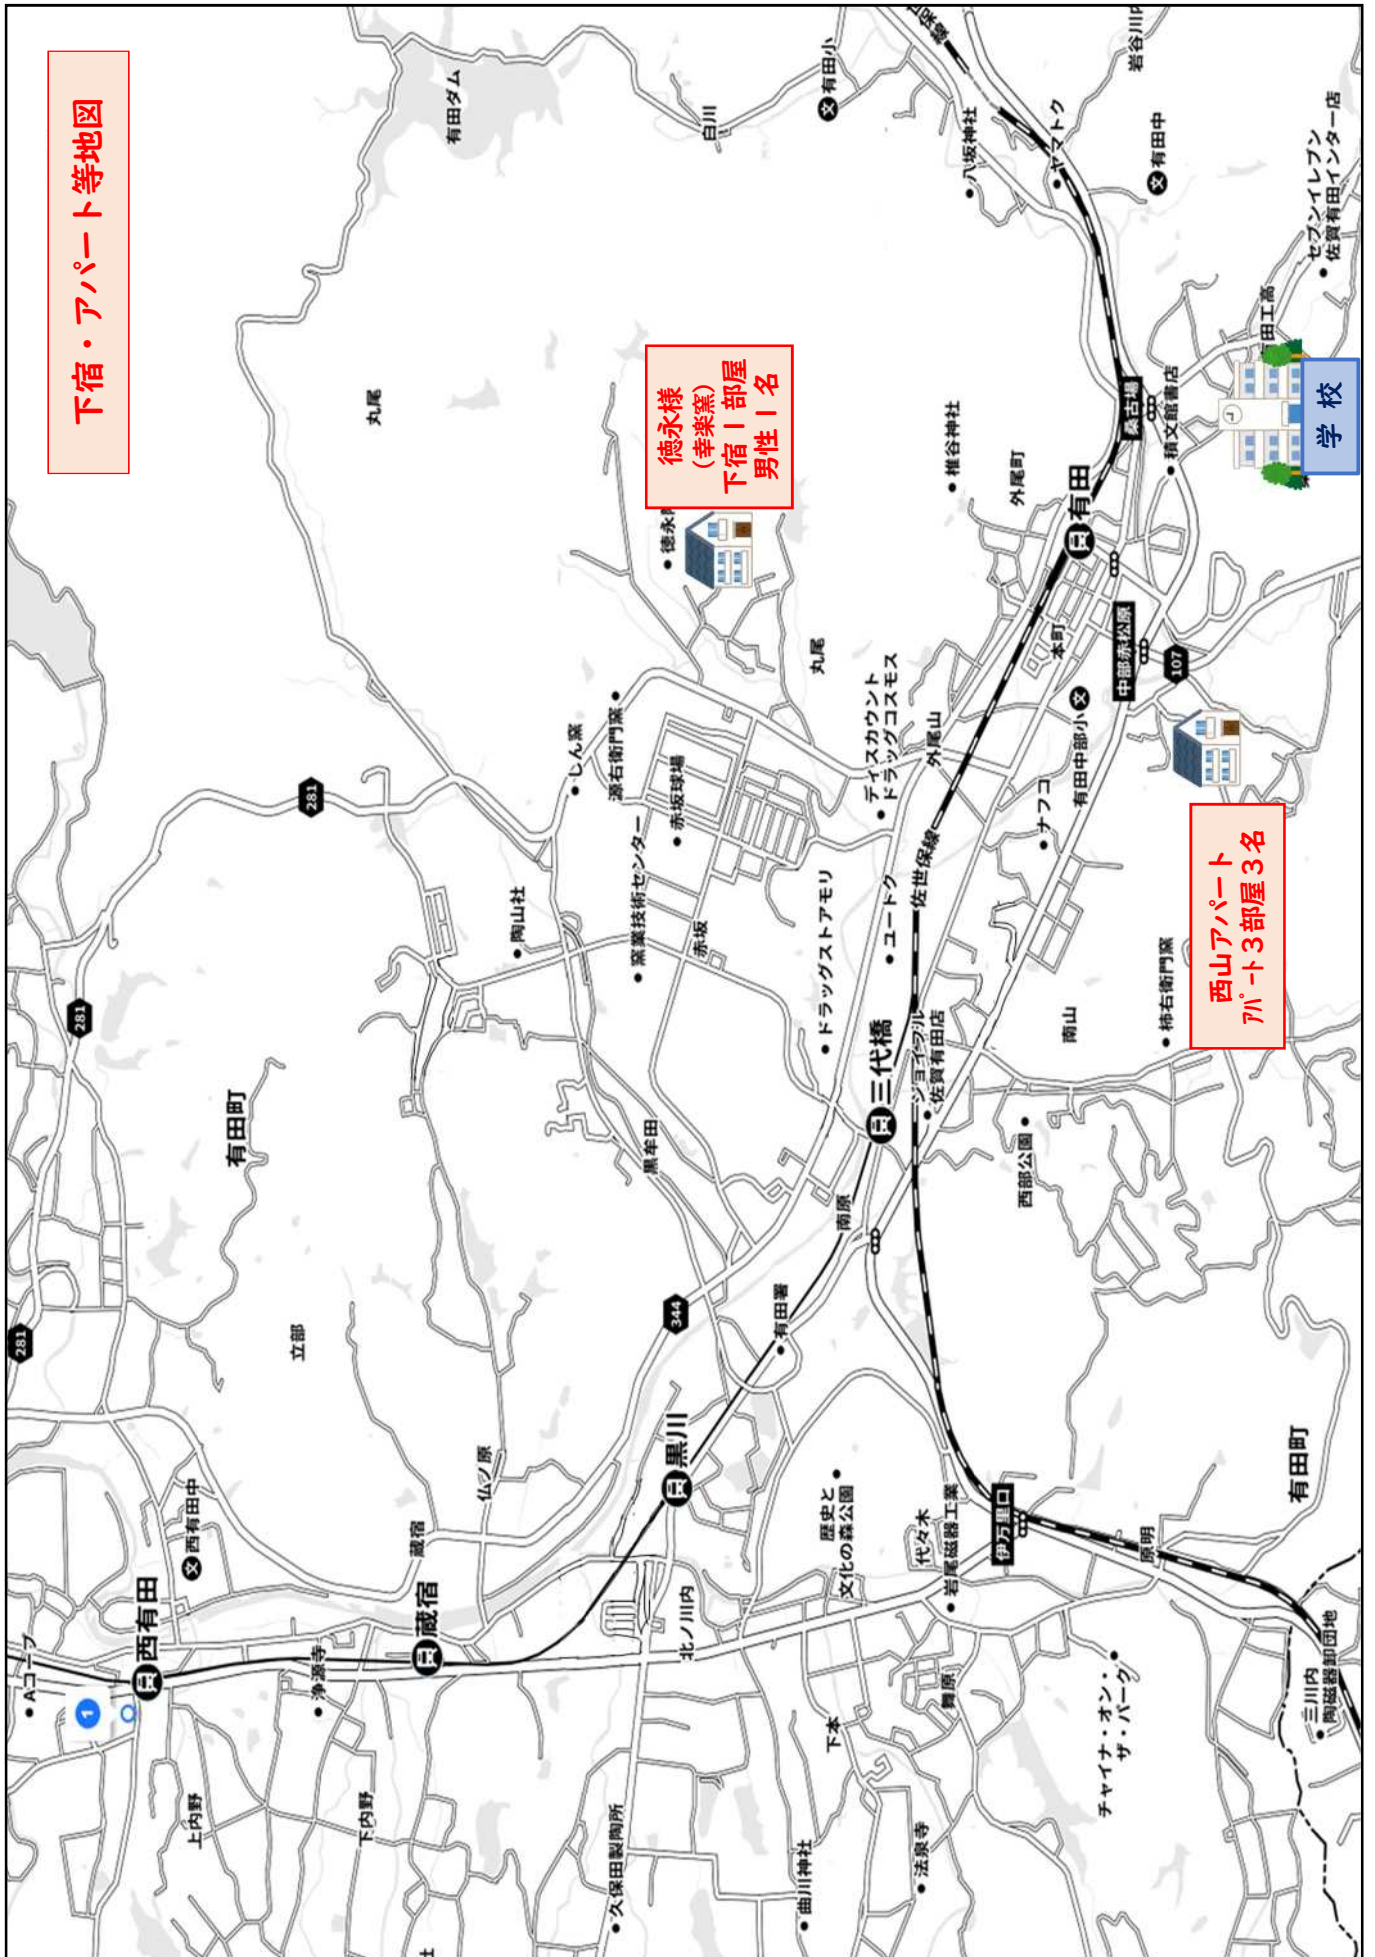 281
Aコープ
1
281
下宿・アパート等地図
西有田
上内野
西有田中
有田町
立部
281
浄源寺
下内野
丸尾
蔵宿
蔵宿
有田ダム
仏ノ原
陶山社
じん窯
久保田製陶所
源右衛門窯
窯業技術センター
黒牟田
344
黒川
北ノ川内
赤坂球場
赤坂
徳永
徳永様
(幸楽窯)
下宿1部屋
男性1名
白川
有田署
曲川神社
丸尾
ドラッグストアモリ
有田小
歴史と
文化の森公園
下本
南原
三代橋
ディスカウント
ドラッグコスモス
ユートク
法泉寺
代々木
岩尾磁器工業
舞原
ジョイフル
佐賀有田店
佐世保線
外尾山
椎谷神社
八坂神社
伊万里口
西部公園
外尾町
ナフコ
本町
ヤマトク
南山
有田
有田中部小
チャイナ・オン・
ザ・パーク
中部赤松原
桑古場
岩谷川内
原明
有田中
柿右衛門窯
107
積文館書店
西山アパート
アパート3部屋3名
有田町
有田工高
三川内
陶磁器卸団地
セブンイレブン
佐賀有田インター店
学校